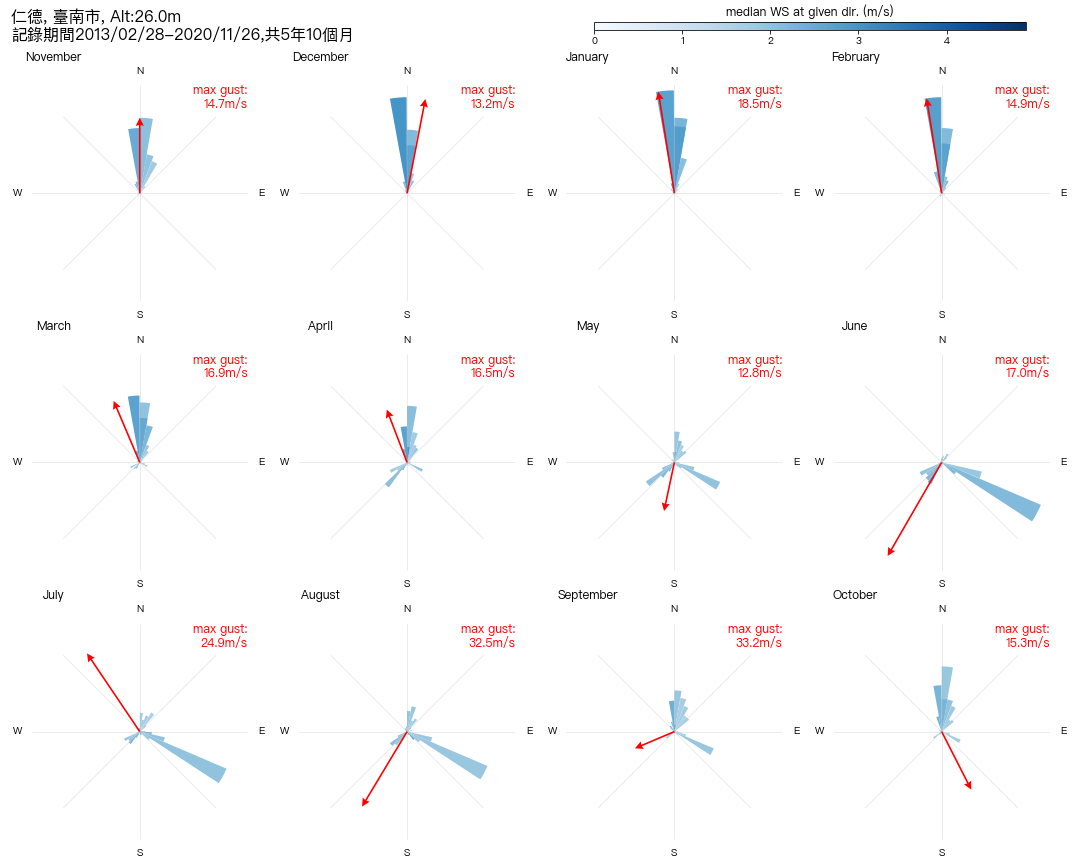 仁德, 臺南市, Alt:26.0m
記錄期間2013/02/28–2020/11/26,共5年10個月
median WS at given dir. (m/s)
0 1 2 3 4
November
N
max gust:
14.7m/s
W E
S
December
N
max gust:
13.2m/s
W E
January
N
max gust:
18.5m/s
W E
S
February
N
max gust:
14.9m/s
W E
S
March
N
max gust:
16.9m/s
W E
S
April
N
max gust:
16.5m/s
W E
S
May
N
max gust:
12.8m/s
W E
S
June
N
max gust:
17.0m/s
W E
S
July
N
max gust:
24.9m/s
W E
S
August
N
max gust:
32.5m/s
W E
S
September
N
max gust:
33.2m/s
W E
S
October
N
max gust:
15.3m/s
W E
S